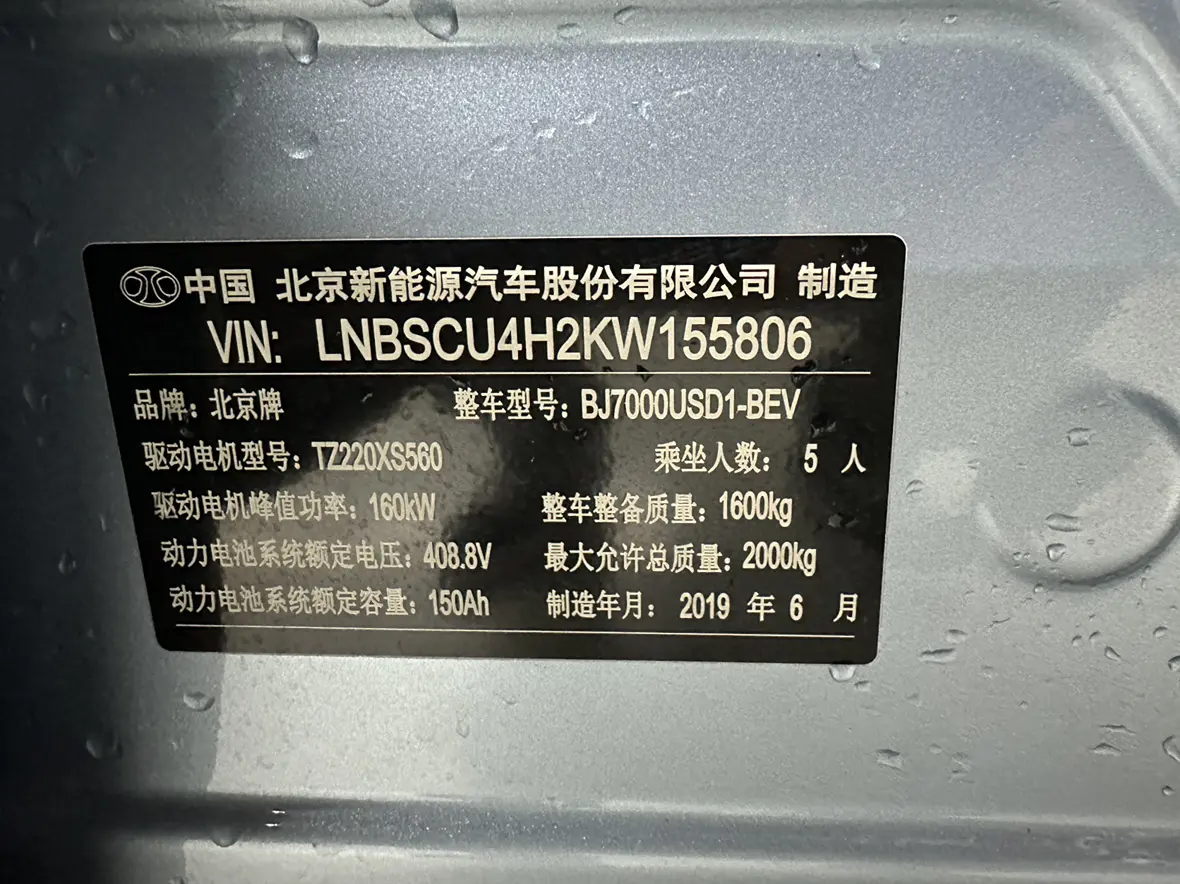 中国 北京新能源汽车股份有限公司 制造
VIN: LNBSCU4H2KW155806
品牌: 北京牌 整车型号: BJ7000USD1-BEV
驱动电机型号: TZ220XS560 乘坐人数: 5 人
驱动电机峰值功率: 160kW 整车整备质量: 1600kg
动力电池系统额定电压: 408.8V 最大允许总质量: 2000kg
动力电池系统额定容量: 150Ah 制造年月: 2019 年 6 月